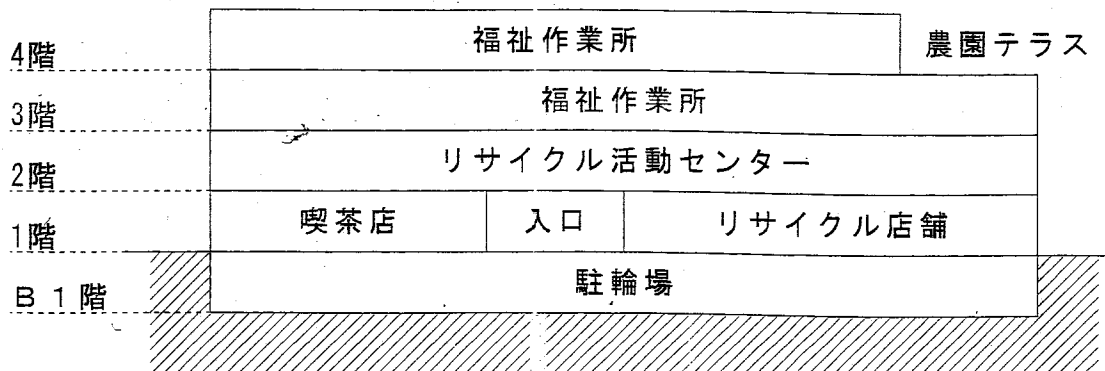 4階 福祉作業所 農園テラス
3階 福祉作業所
2階 リサイクル活動センター
1階 喫茶店 入口 リサイクル店舗
B1階 駐輪場